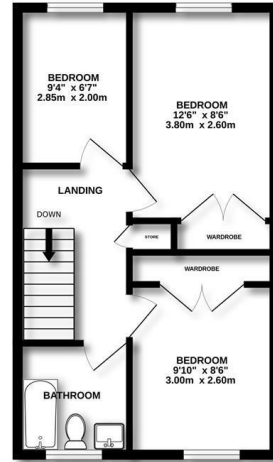 BEDROOM
9'4" x 6'7"
2.85m x 2.00m
BEDROOM
12'6" x 8'6"
3.80m x 2.60m
LANDING
DOWN
STORE
WARDROBE
WARDROBE
BEDROOM
9'10" x 8'6"
3.00m x 2.60m
BATHROOM